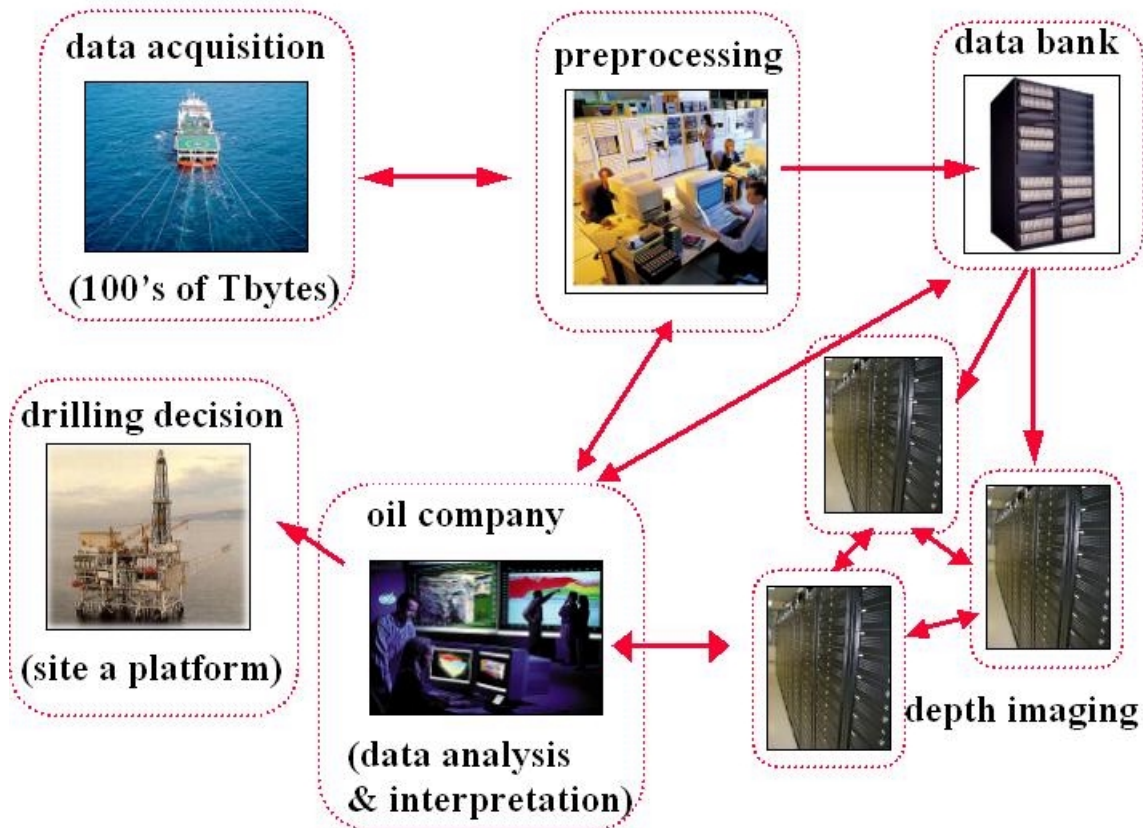 data acquisition
(100's of Tbytes)
preprocessing
data bank
drilling decision
(site a platform)
oil company
(data analysis
& interpretation)
depth imaging